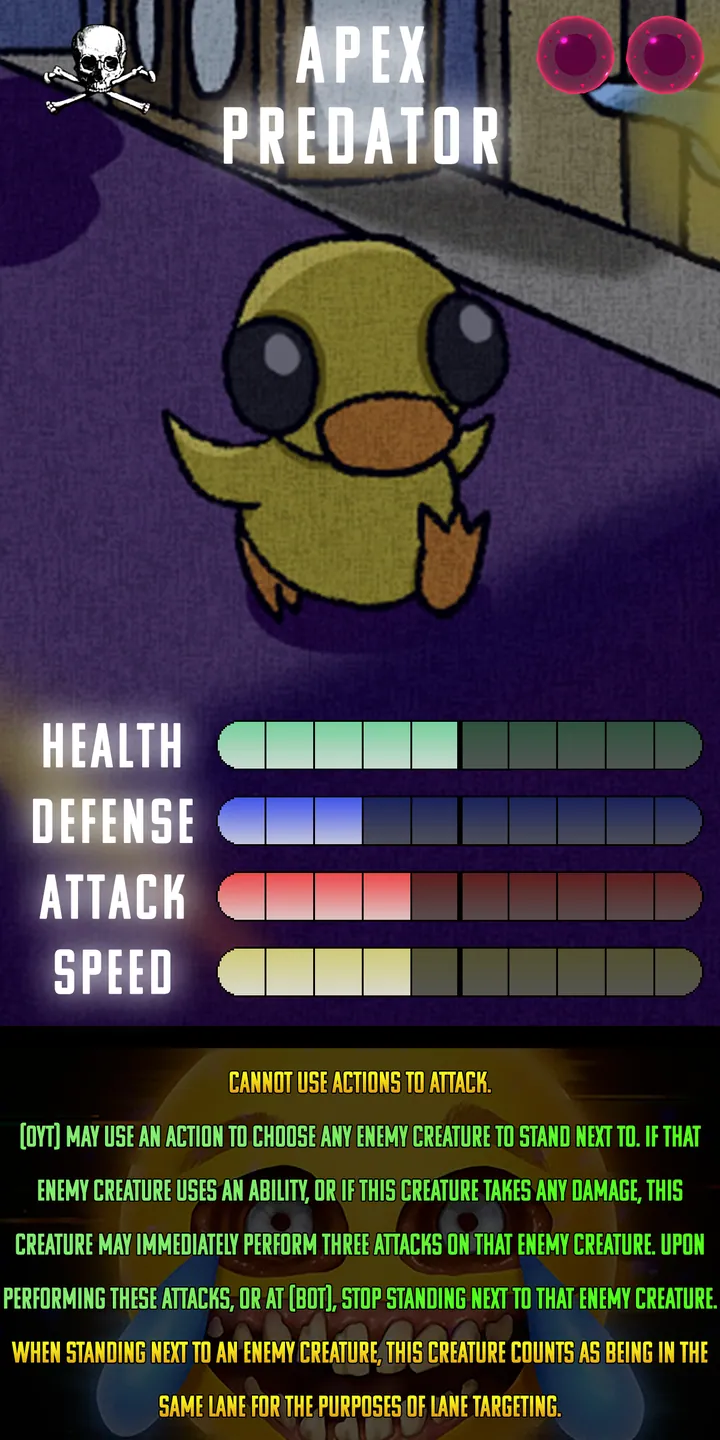 APEX
PREDATOR
HEALTH
DEFENSE
ATTACK
SPEED
CANNOT USE ACTIONS TO ATTACK.
(OYT) MAY USE AN ACTION TO CHOOSE ANY ENEMY CREATURE TO STAND NEXT TO. IF THAT
ENEMY CREATURE USES AN ABILITY, OR IF THIS CREATURE TAKES ANY DAMAGE, THIS
CREATURE MAY IMMEDIATELY PERFORM THREE ATTACKS ON THAT ENEMY CREATURE. UPON
PERFORMING THESE ATTACKS, OR AT (BOT), STOP STANDING NEXT TO THAT ENEMY CREATURE.
WHEN STANDING NEXT TO AN ENEMY CREATURE, THIS CREATURE COUNTS AS BEING IN THE
SAME LANE FOR THE PURPOSES OF LANE TARGETING.